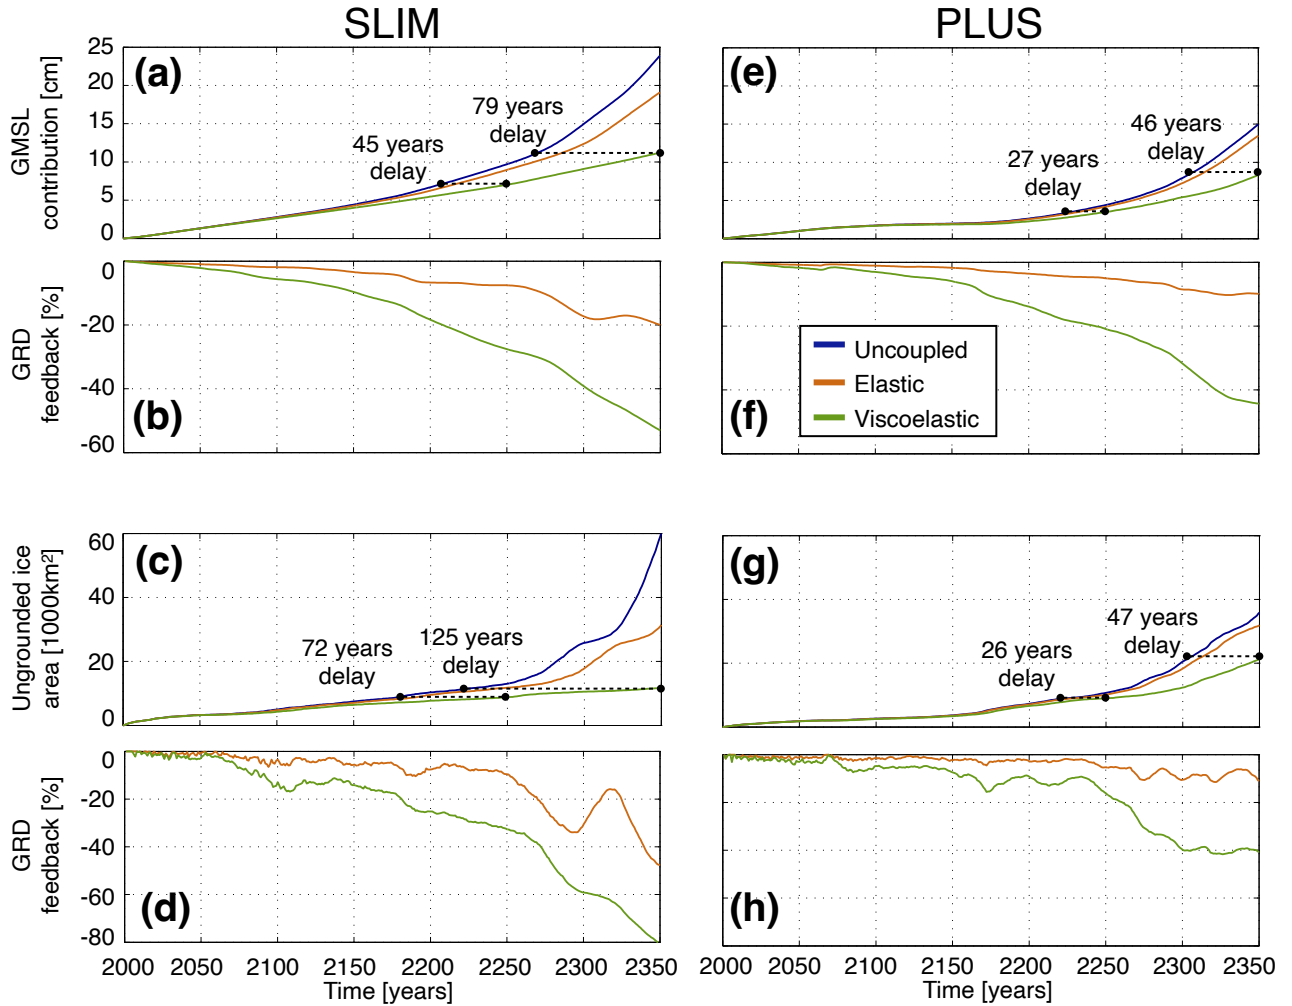 SLIM
PLUS
(a)
GMSL
contribution [cm]
25
20
15
10
5
0
45 years
delay
79 years
delay
(e)
27 years
delay
46 years
delay
(b)
GRD
feedback [%]
0
-20
-40
-60
(f)
Uncoupled
Elastic
Viscoelastic
(c)
Ungrounded ice
area [1000km²]
60
40
20
0
72 years
delay
125 years
delay
(g)
26 years
delay
47 years
delay
(d)
GRD
feedback [%]
0
-20
-40
-60
-80
(h)
2000 2050 2100 2150 2200 2250 2300 2350
Time [years]
2000 2050 2100 2150 2200 2250 2300 2350
Time [years]